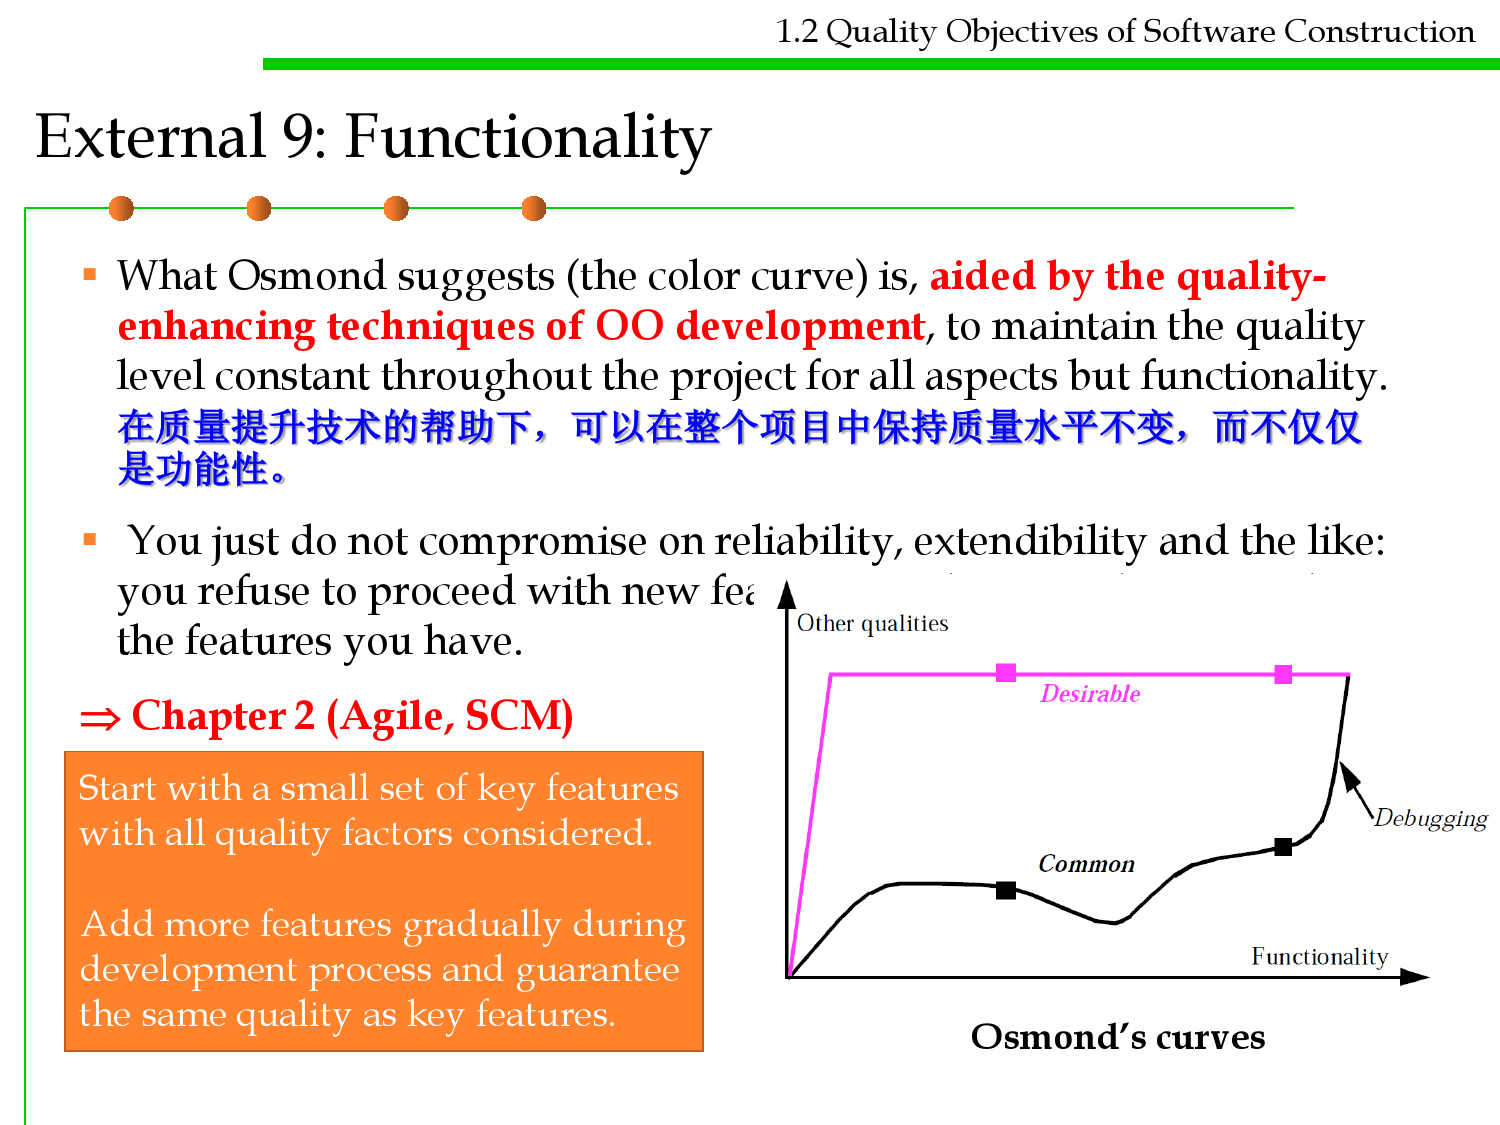 1.2 Quality Objectives of Software Construction
External 9: Functionality
What Osmond suggests (the color curve) is, aided by the quality-
enhancing techniques of OO development, to maintain the quality
level constant throughout the project for all aspects but functionality.
在质量提升技术的帮助下，可以在整个项目中保持质量水平不变，而不仅仅
是功能性。
You just do not compromise on reliability, extendibility and the like:
you refuse to proceed with new
the features you have.
⇒ Chapter 2 (Agile, SCM)
Start with a small set of key features
with all quality factors considered.
Add more features gradually during
development process and guarantee
the same quality as key features.
Other qualities
Desirable
Debugging
Common
Functionality
Osmond's curves